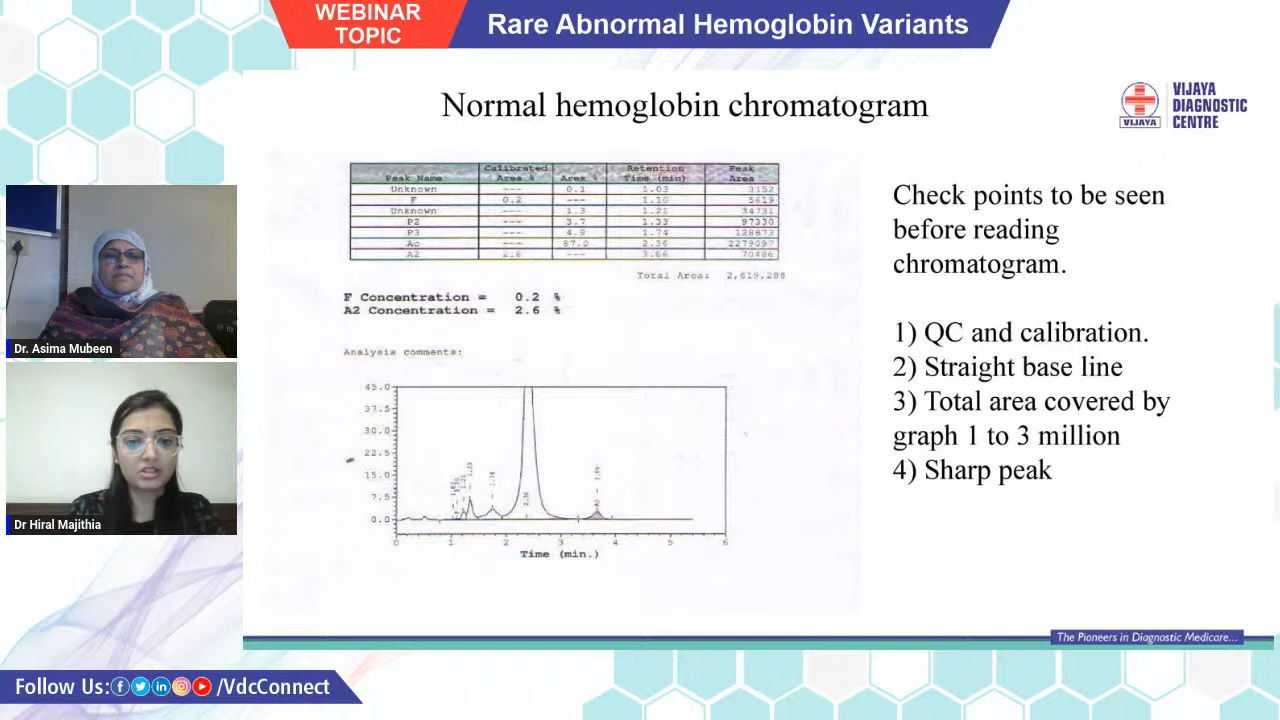 WEBINAR
TOPIC
Rare Abnormal Hemoglobin Variants
Normal hemoglobin chromatogram
VIJAYA
VIJAYA
DIAGNOSTIC
CENTRE
Peak Name Calibrated Area % Area % Retention Time (min) Peak Area
Unknown --- 0.1 1.03 3152
F 0.2 --- 1.10 5619
Unknown --- 1.3 1.21 34731
P2 --- 3.7 1.33 97330
P3 --- 4.9 1.74 128873
Ao --- 87.0 2.36 2279097
A2 2.6 --- 3.66 70486
Total Area: 2,619,288
F Concentration = 0.2 %
A2 Concentration = 2.6 %
Analysis comments:
45.0
37.5
30.0
22.5
15.0
7.5
0.0
%
0 1 2 3 4 5 6
Time (min.)
Check points to be seen
before reading
chromatogram.
1) QC and calibration.
2) Straight base line
3) Total area covered by
graph 1 to 3 million
4) Sharp peak
Dr. Asima Mubeen
Dr Hiral Majithia
The Pioneers in Diagnostic Medicare...
Follow Us: /VdcConnect